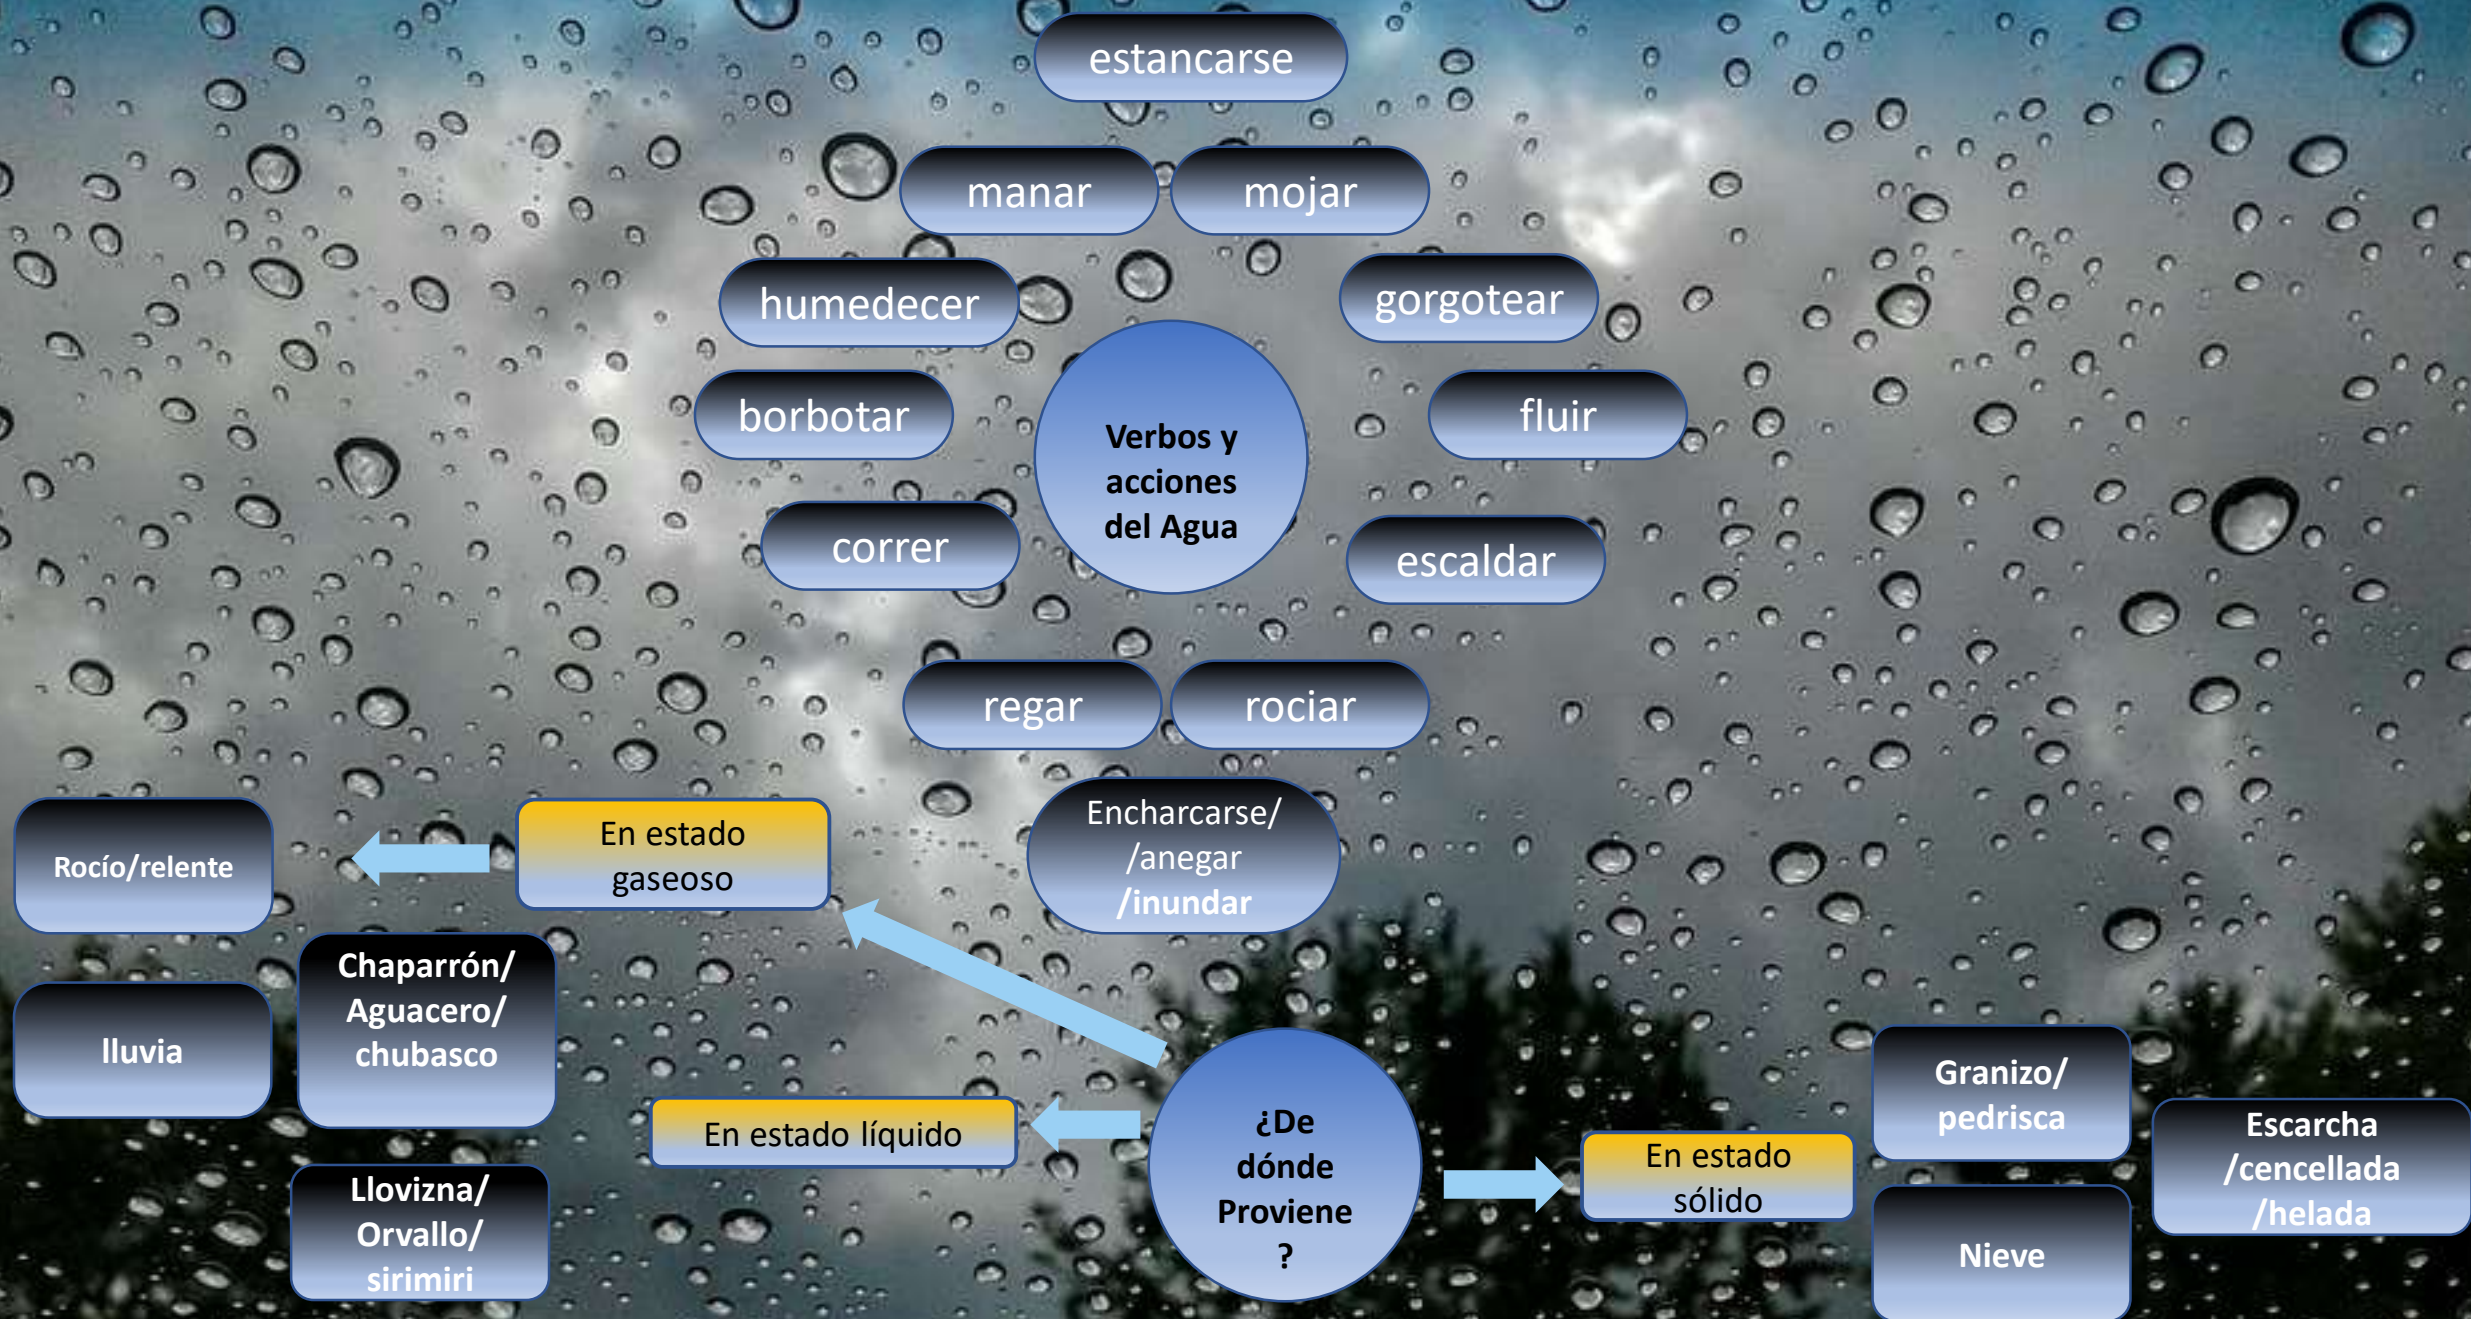 estancarse
manar
mojar
humedecer
gorgotear
borbotar
fluir
Verbos y
acciones
del Agua
correr
escaldar
regar
rociar
Encharcarse/
/anegar
/inundar
En estado
gaseoso
Rocío/relente
Chaparrón/
Aguacero/
chubasco
lluvia
En estado líquido
Llovizna/
Orvallo/
sirimiri
¿De
dónde
Proviene
?
En estado
sólido
Granizo/
pedrisca
Escarcha
/cencellada
/helada
Nieve